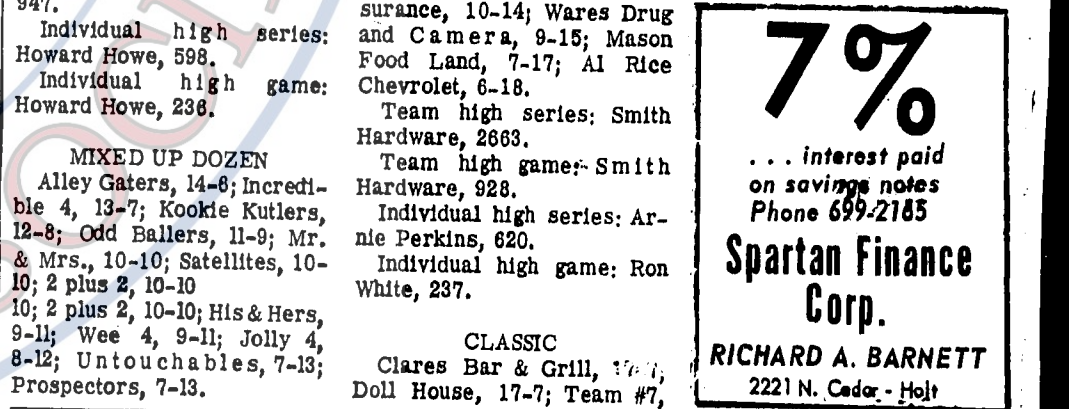 947.
Individual high series:
Howard Howe, 598.
Individual high game:
Howard Howe, 236.
MIXED UP DOZEN
Alley Gaters, 14-6; Incredi-
ble 4, 13-7; Kookie Kutlers,
12-8; Odd Ballers, 11-9; Mr.
& Mrs., 10-10; Satellites, 10-
10; 2 plus 2, 10-10
10; 2 plus 2, 10-10; His & Hers,
9-11; Wee 4, 9-11; Jolly 4,
8-12; Untouchables, 7-13;
Prospectors, 7-13.
surance, 10-14; Wares Drug
and Camera, 9-15; Mason
Food Land, 7-17; Al Rice
Chevrolet, 6-18.
Team high series: Smith
Hardware, 2663.
Team high game: Smith
Hardware, 928.
Individual high series: Ar-
nie Perkins, 620.
Individual high game: Ron
White, 237.
CLASSIC
Clares Bar & Grill,
Doll House, 17-7; Team #7,
7%
... interest paid
on savings notes
Phone 699-2185
Spartan Finance
Corp.
RICHARD A. BARNETT
2221 N. Cedar - Holt